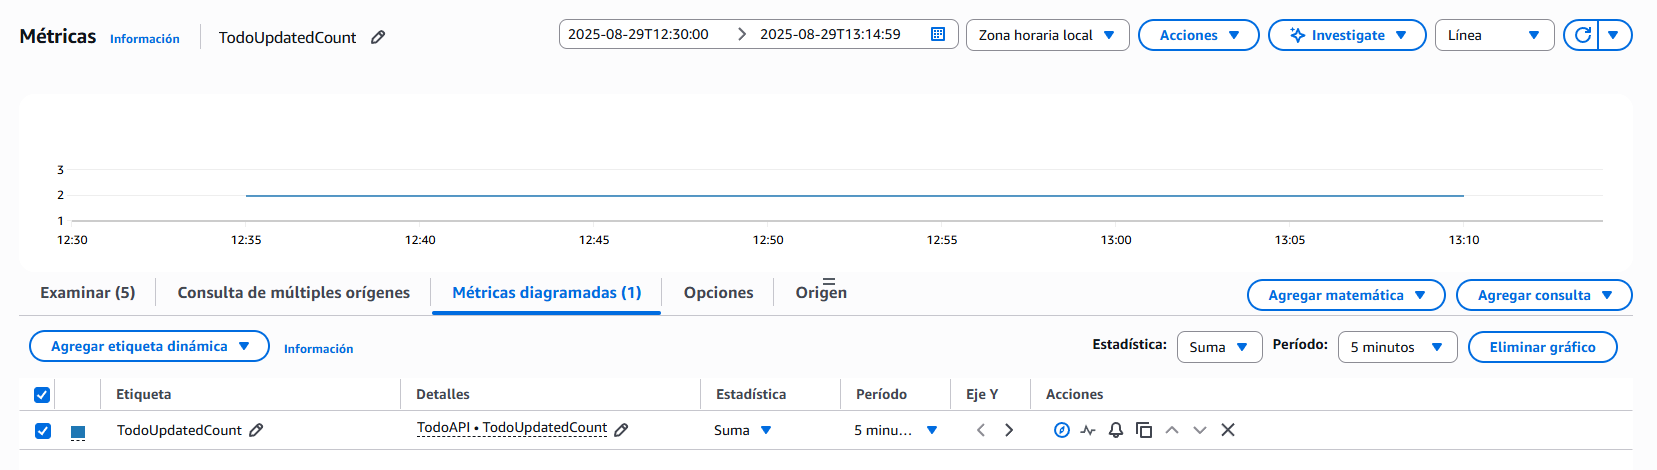 Métricas Información TodoUpdatedCount 2025-08-29T12:30:00 2025-08-29T13:14:59 Zona horaria local Acciones Investigate Línea
3
2
1
12:30 12:35 12:40 12:45 12:50 12:55 13:00 13:05 13:10
Examinar (5) Consulta de múltiples orígenes Métricas diagramadas (1) Opciones Origen Agregar matemática Agregar consulta
Agregar etiqueta dinámica Información Estadística: Suma Período: 5 minutos Eliminar gráfico
Etiqueta Detalles Estadística Período Eje Y Acciones
TodoUpdatedCount TodoAPI • TodoUpdatedCount Suma 5 minu...